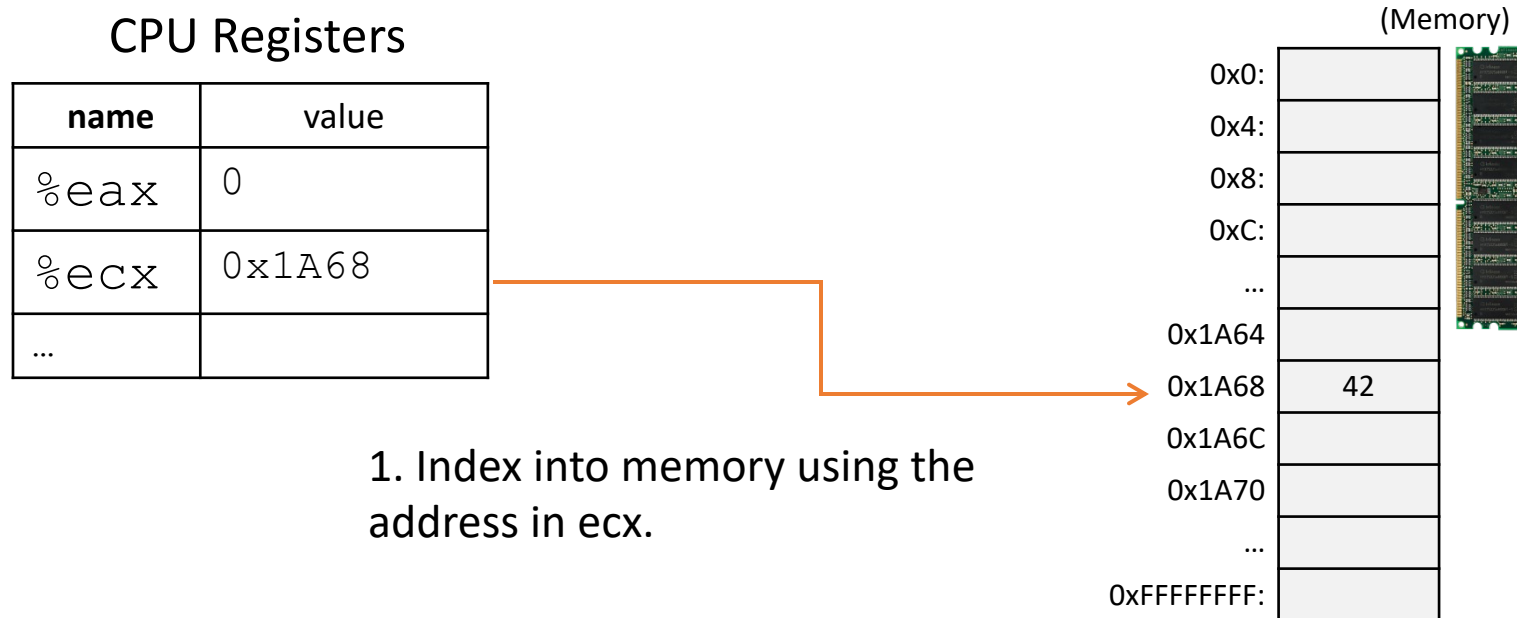 CPU Registers
name value
%eax 0
%ecx 0x1A68
…
1. Index into memory using the
address in ecx.
(Memory)
0x0:
0x4:
0x8:
0xC:
…
0x1A64
0x1A68 42
0x1A6C
0x1A70
…
0xFFFFFFFF: